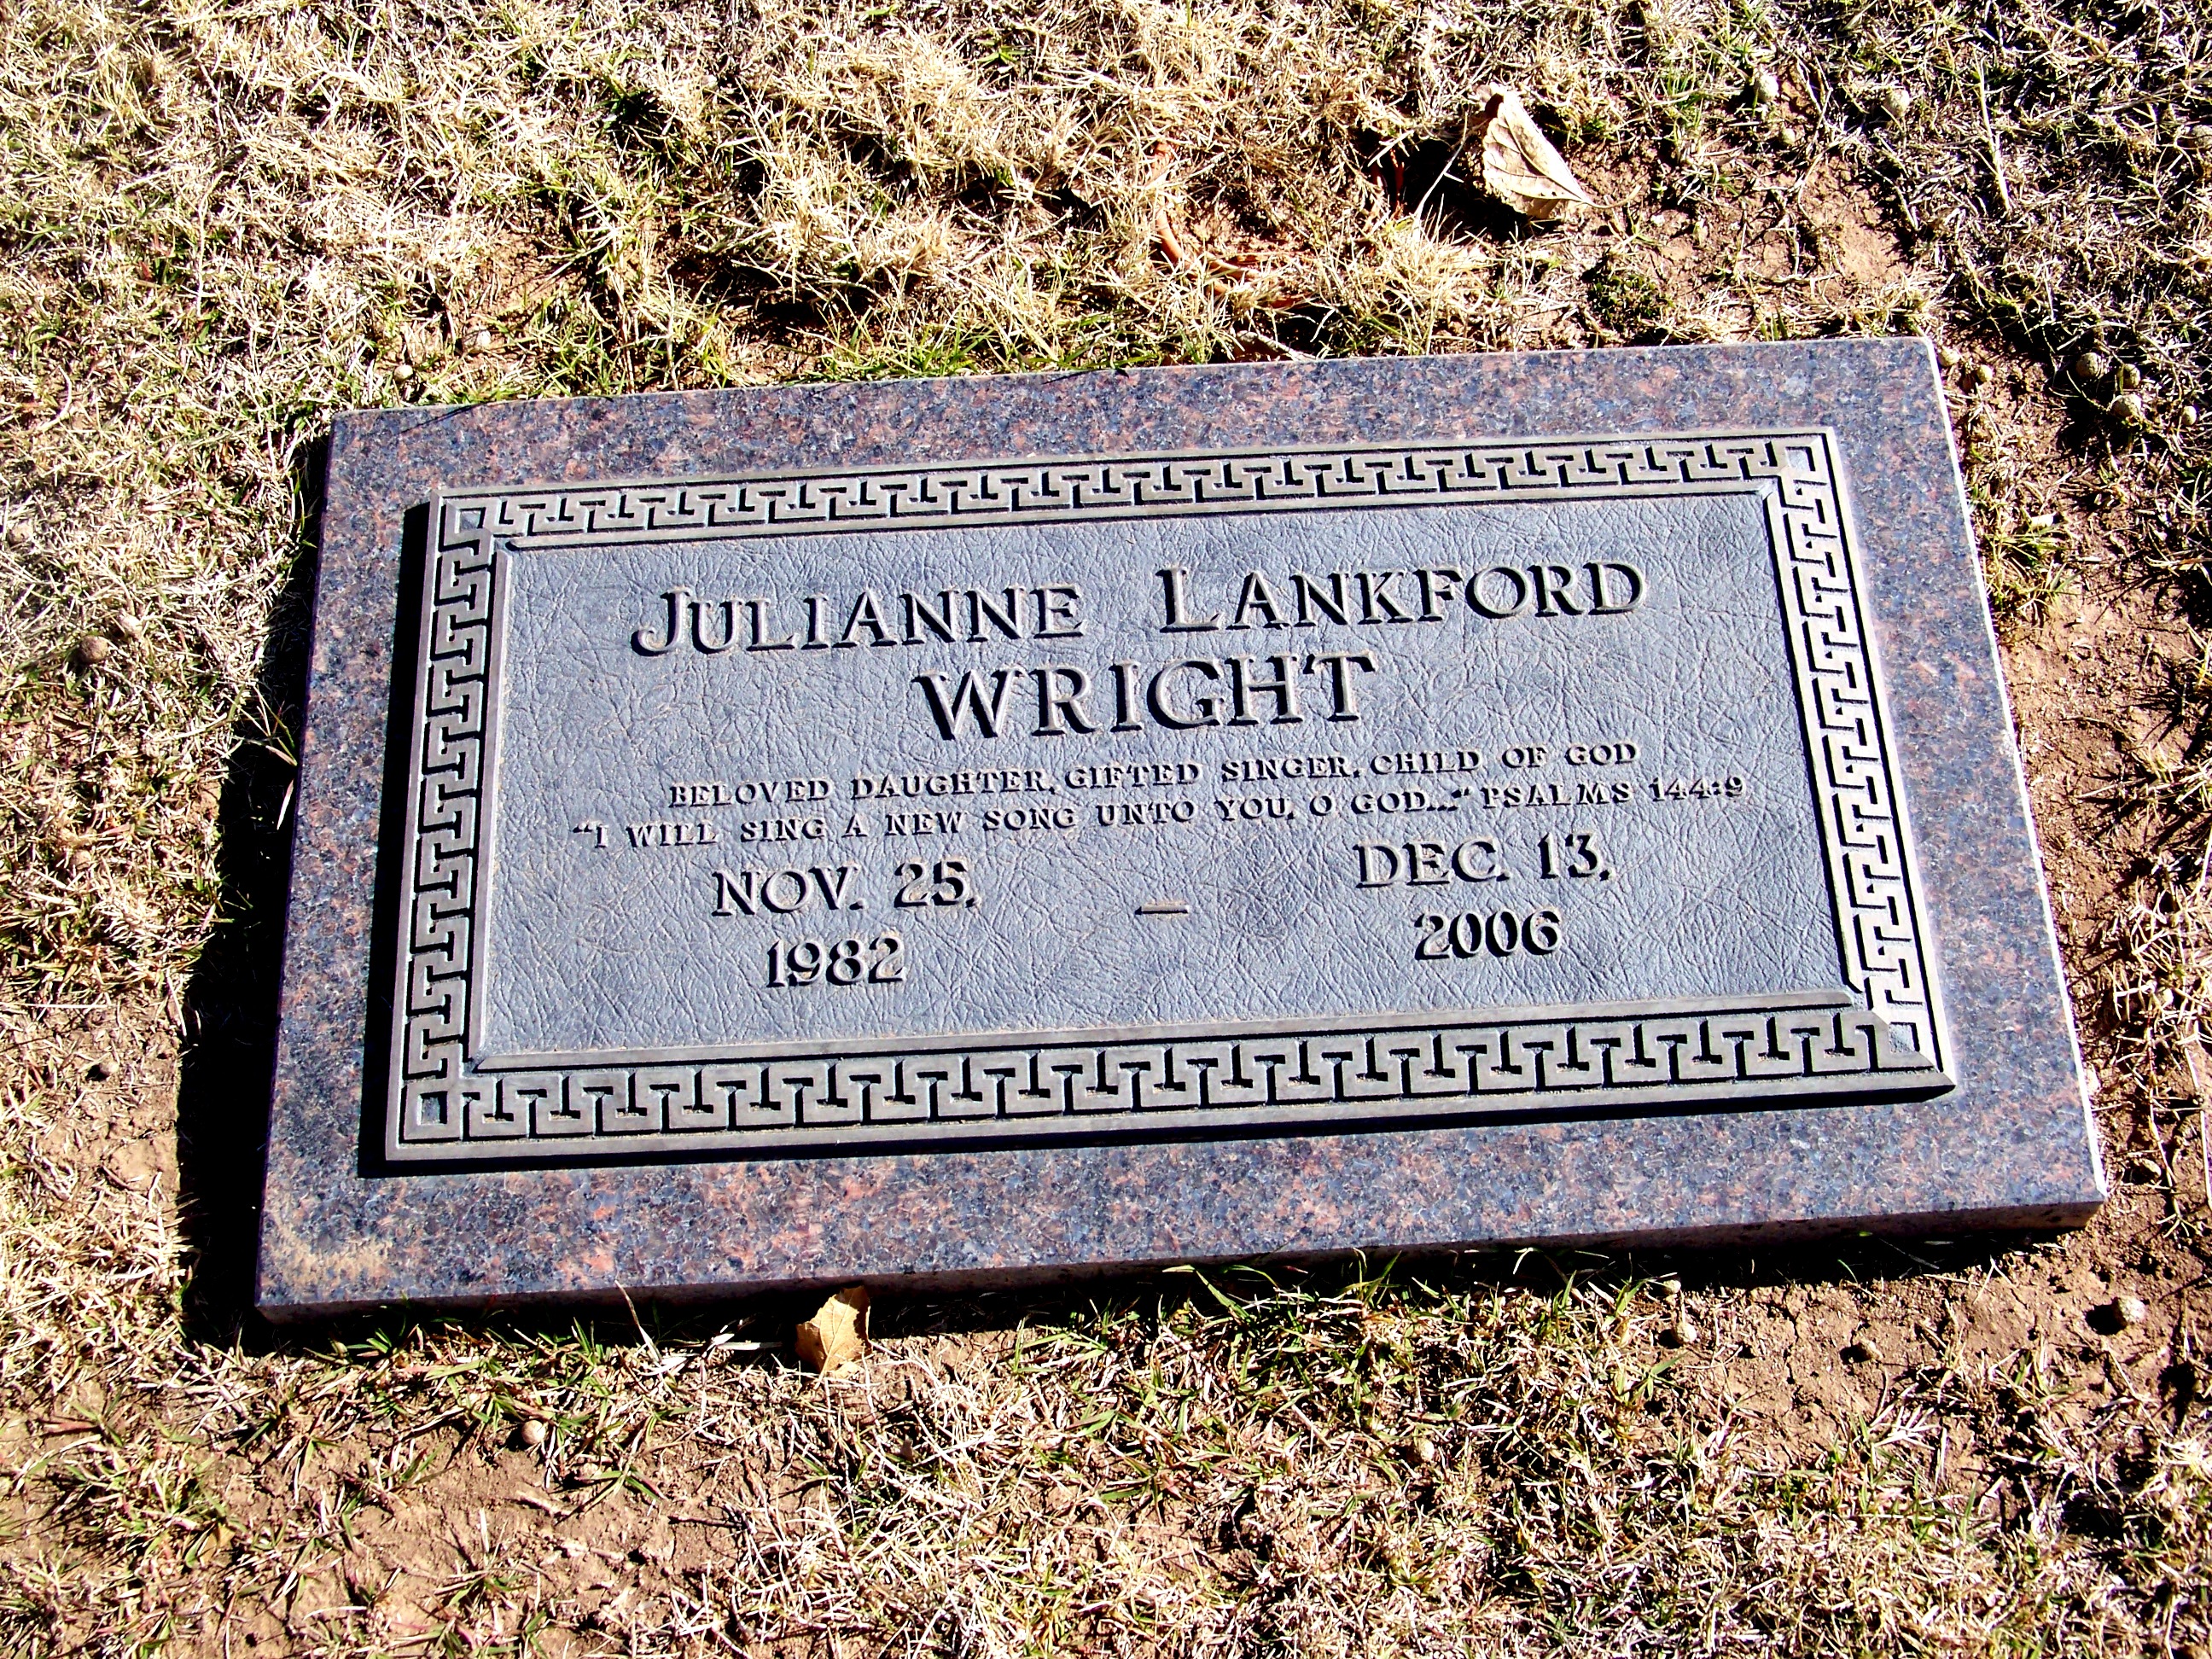 JULIANNE LANKFORD
WRIGHT
BELOVED DAUGHTER, GIFTED SINGER, CHILD OF GOD
"I WILL SING A NEW SONG UNTO YOU, O GOD..." PSALMS 144:9
NOV. 25, — DEC. 13,
1982 2006